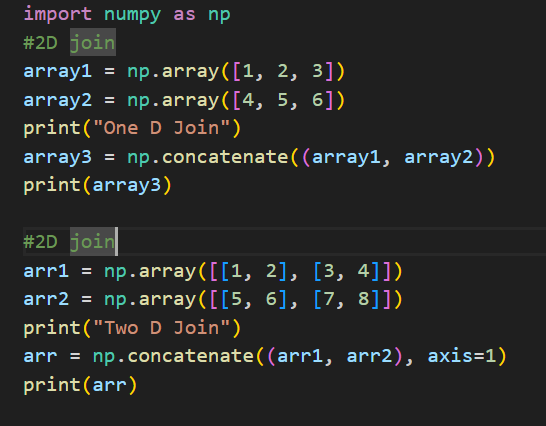 import numpy as np
#2D join
array1 = np.array([1, 2, 3])
array2 = np.array([4, 5, 6])
print("One D Join")
array3 = np.concatenate((array1, array2))
print(array3)
#2D join
arr1 = np.array([[1, 2], [3, 4]])
arr2 = np.array([[5, 6], [7, 8]])
print("Two D Join")
arr = np.concatenate((arr1, arr2), axis=1)
print(arr)